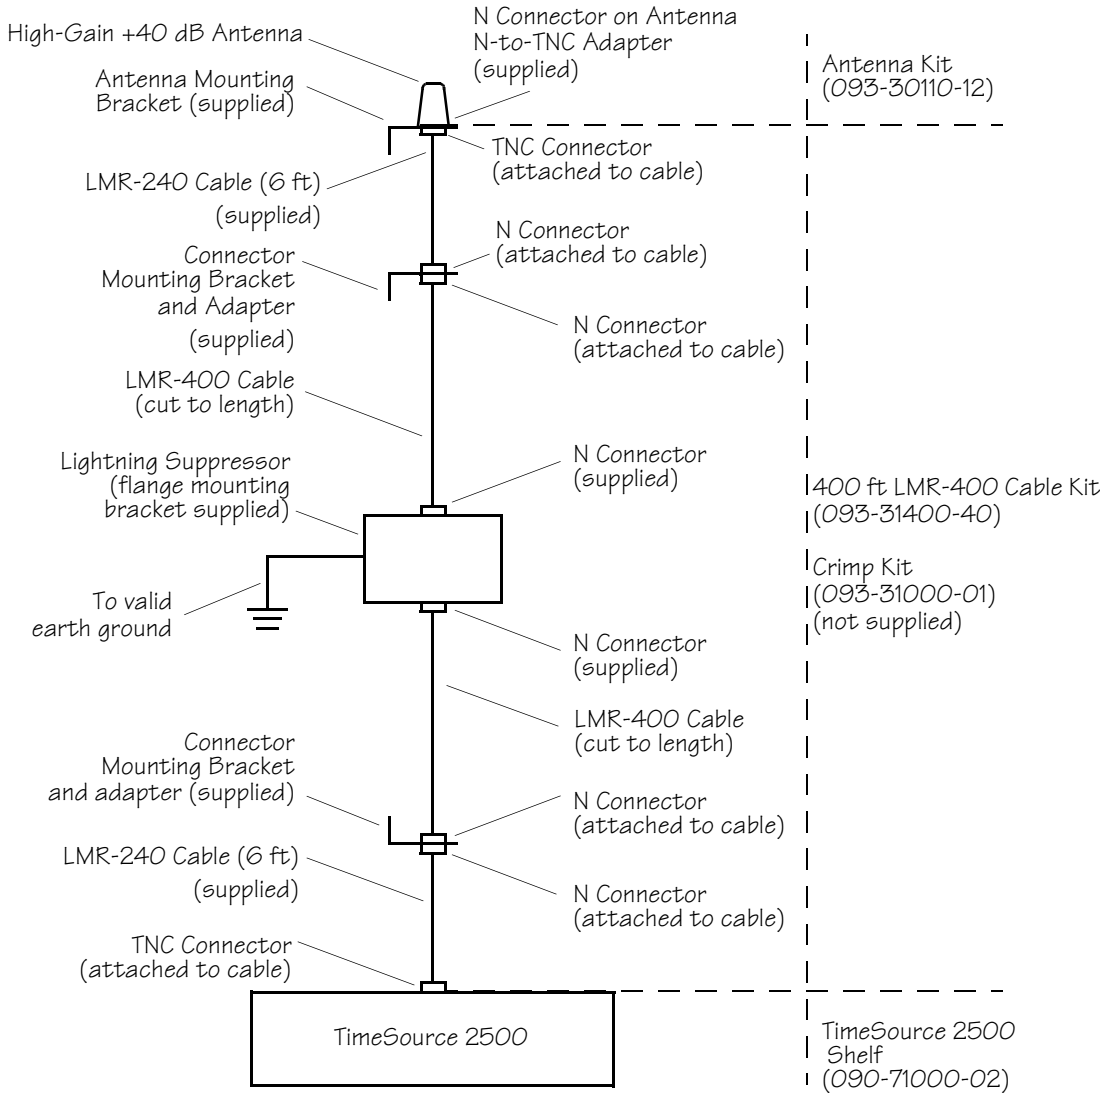 High-Gain +40 dB Antenna
N Connector on Antenna
N-to-TNC Adapter
(supplied)
Antenna Mounting
Bracket (supplied)
Antenna Kit
(093-30110-12)
TNC Connector
(attached to cable)
LMR-240 Cable (6 ft)
(supplied)
N Connector
(attached to cable)
Connector
Mounting Bracket
and Adapter
(supplied)
N Connector
(attached to cable)
LMR-400 Cable
(cut to length)
N Connector
(supplied)
Lightning Suppressor
(flange mounting
bracket supplied)
400 ft LMR-400 Cable Kit
(093-31400-40)
Crimp Kit
(093-31000-01)
(not supplied)
To valid
earth ground
N Connector
(supplied)
LMR-400 Cable
(cut to length)
Connector
Mounting Bracket
and adapter (supplied)
N Connector
(attached to cable)
LMR-240 Cable (6 ft)
(supplied)
N Connector
(attached to cable)
TNC Connector
(attached to cable)
TimeSource 2500
TimeSource 2500
Shelf
(090-71000-02)